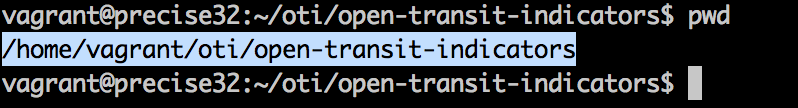 vagrant@precise32:~/oti/open-transit-indicators$ pwd
/home/vagrant/oti/open-transit-indicators
vagrant@precise32:~/oti/open-transit-indicators$